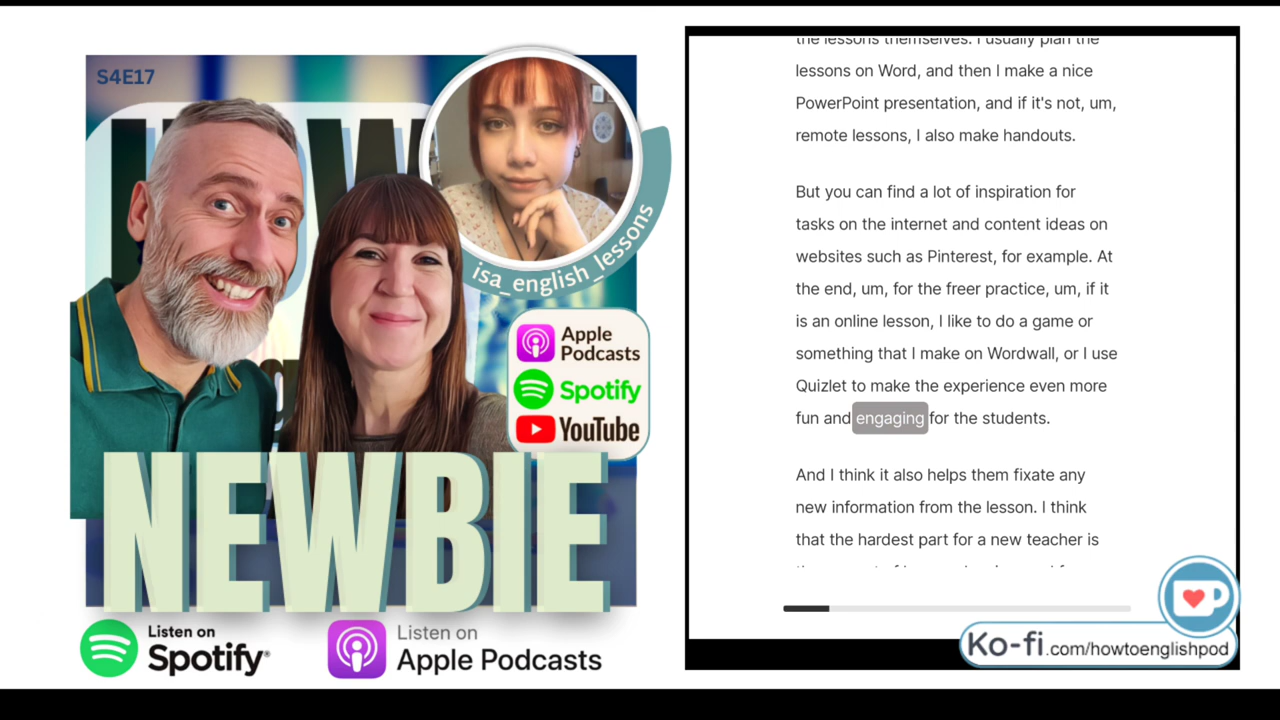 S4E17
isa_english_lessons
Apple
Podcasts
Spotify
YouTube
NEWBIE
Listen on
Spotify®
Listen on
Apple Podcasts
the lessons themselves. I usually plan the
lessons on Word, and then I make a nice
PowerPoint presentation, and if it's not, um,
remote lessons, I also make handouts.
But you can find a lot of inspiration for
tasks on the internet and content ideas on
websites such as Pinterest, for example. At
the end, um, for the freer practice, um, if it
is an online lesson, I like to do a game or
something that I make on Wordwall, or I use
Quizlet to make the experience even more
fun and engaging for the students.
And I think it also helps them fixate any
new information from the lesson. I think
that the hardest part for a new teacher is
Ko-fi.com/howtoenglishpod